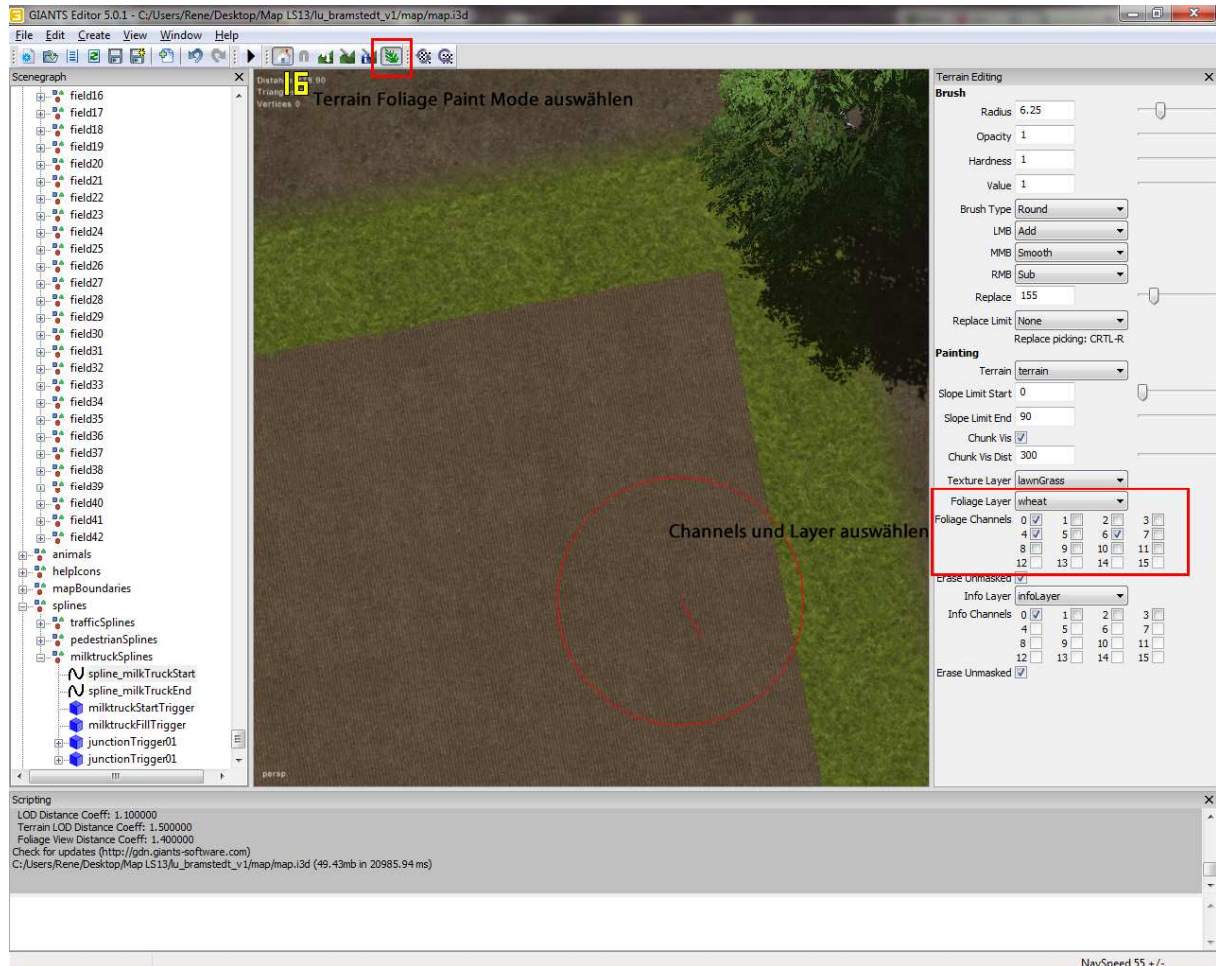 GIANTS Editor 5.0.1 - C:/Users/Rene/Desktop/Map LS13/lu_bramstedt_v1/map/map.i3d
File Edit Create View Window Help
Scenegraph
field16
field17
field18
field19
field20
field21
field22
field23
field24
field25
field26
field27
field28
field29
field30
field31
field32
field33
field34
field35
field36
field37
field38
field39
field40
field41
field42
animals
helpIcons
mapBoundaries
splines
trafficSplines
pedestrianSplines
milktruckSplines
spline_milkTruckStart
spline_milkTruckEnd
milktruckStartTrigger
milktruckFillTrigger
junctionTrigger01
junctionTrigger01
16
Vertices 0
Terrain Foliage Paint Mode auswählen
Channels und Layer auswählen
persp
Terrain Editing
Brush
Radius 6.25
Opacity 1
Hardness 1
Value 1
Brush Type Round
LMB Add
MMB Smooth
RMB Sub
Replace 155
Replace Limit None
Replace picking: CRTL-R
Painting
Terrain terrain
Slope Limit Start 0
Slope Limit End 90
Chunk Vis
Chunk Vis Dist 300
Texture Layer lawnGrass
Foliage Layer wheat
Foliage Channels 0 1 2 3
4 5 6 7
8 9 10 11
12 13 14 15
Erase Unmasked
Info Layer infoLayer
Info Channels 0 1 2 3
4 5 6 7
8 9 10 11
12 13 14 15
Erase Unmasked
Scripting
LOD Distance Coeff: 1.100000
Terrain LOD Distance Coeff: 1.500000
Foliage View Distance Coeff: 1.400000
Check for updates (http://gdn.giants-software.com)
C:/Users/Rene/Desktop/Map LS13/lu_bramstedt_v1/map/map.i3d (49.43mb in 20985.94 ms)
NavSpeed 55 +/-